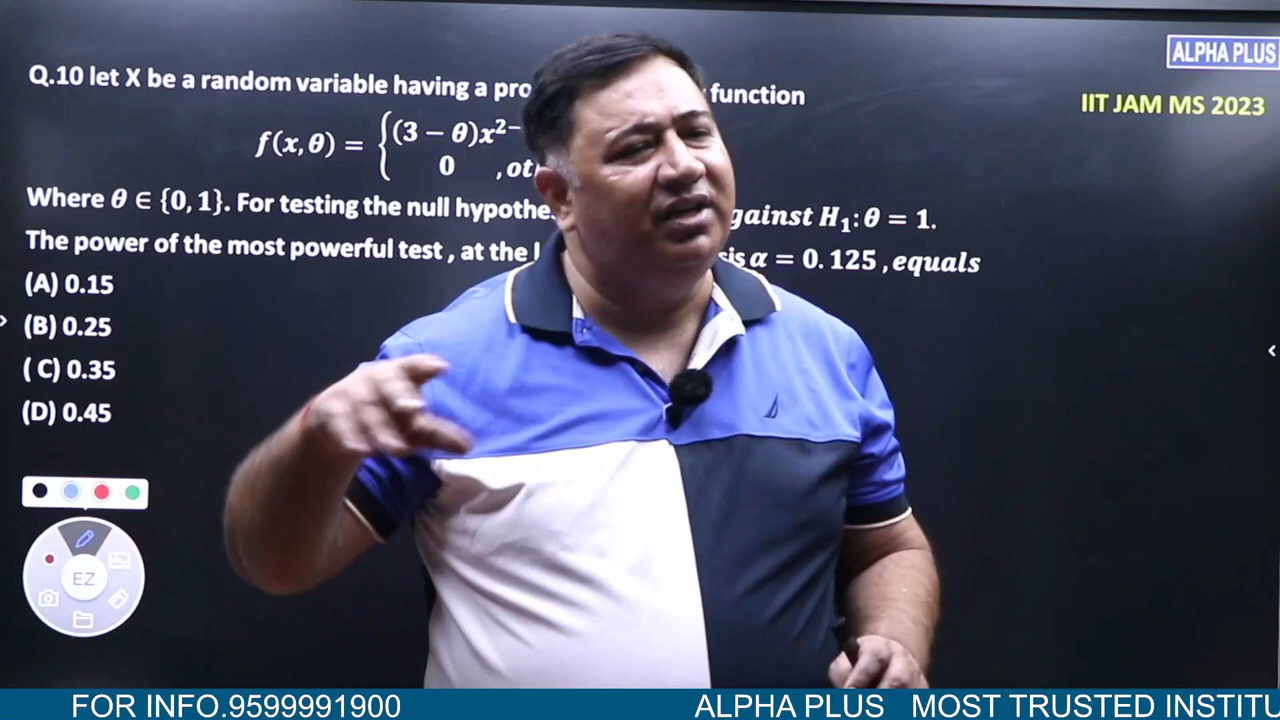 ALPHA PLUS
IIT JAM MS 2023
Q.10 let X be a random variable having a pro function
f(x, θ) = {(3 − θ)x²⁻
0 , ot
Where θ ∈ {0, 1}. For testing the null hypothe gainst H₁: θ = 1.
The power of the most powerful test , at the l sis α = 0. 125 , equals
(A) 0.15
(B) 0.25
( C) 0.35
(D) 0.45
EZ
FOR INFO.9599991900 ALPHA PLUS MOST TRUSTED INSTITU